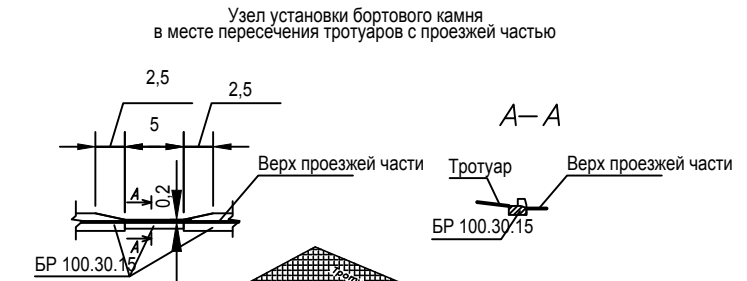 Узел установки бортового камня
в месте пересечения тротуаров с проезжей частью
2,5
2,5
5
А-А
Верх проезжей части
Тротуар
Верх проезжей части
А
0,2
А
БР 100.30.15
БР 100.30.15